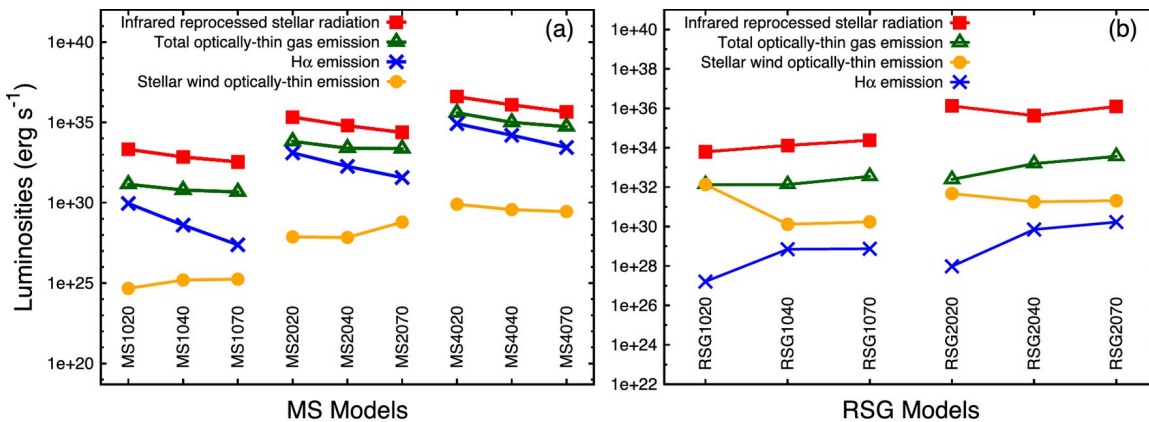 (a)
Infrared reprocessed stellar radiation
Total optically-thin gas emission
Hα emission
Stellar wind optically-thin emission
1e+40
1e+35
1e+30
1e+25
1e+20
Luminosities (erg s⁻¹)
MS1020
MS1040
MS1070
MS2020
MS2040
MS2070
MS4020
MS4040
MS4070
MS Models
(b)
Infrared reprocessed stellar radiation
Total optically-thin gas emission
Stellar wind optically-thin emission
Hα emission
1e+40
1e+38
1e+36
1e+34
1e+32
1e+30
1e+28
1e+26
1e+24
1e+22
RSG1020
RSG1040
RSG1070
RSG2020
RSG2040
RSG2070
RSG Models